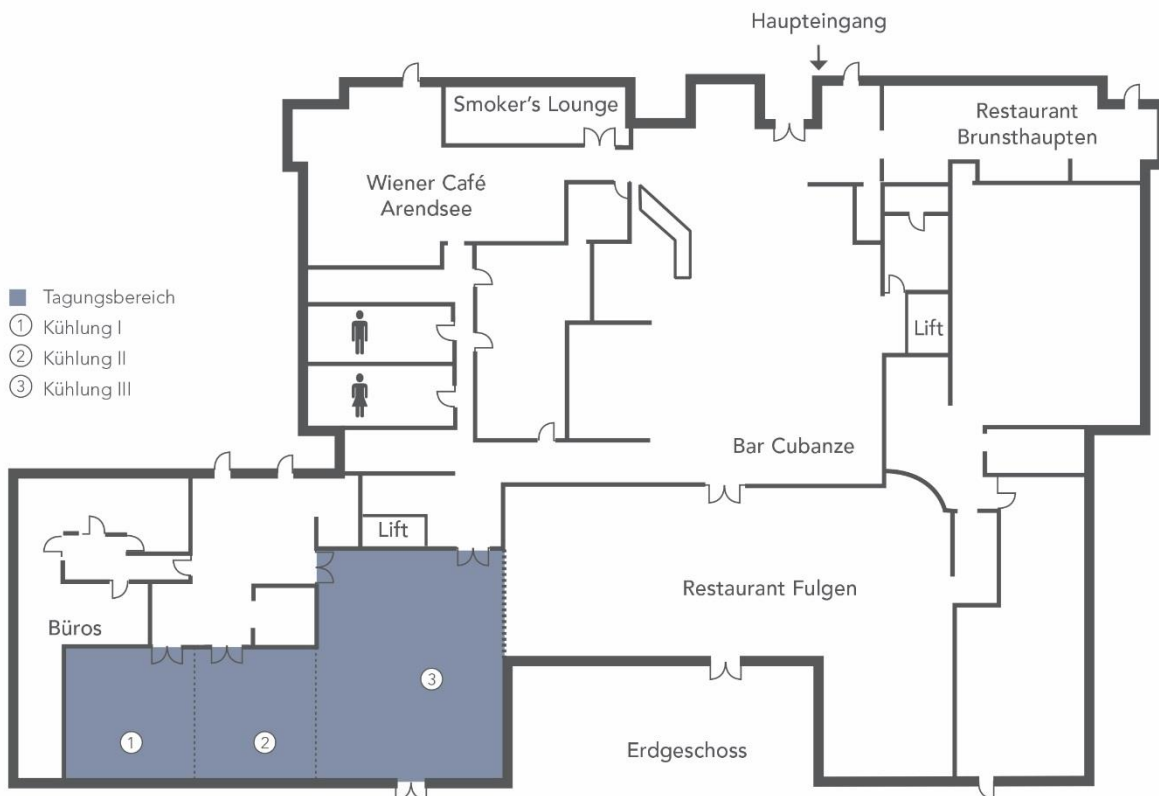 Haupteingang
Smoker's Lounge
Restaurant
Brunsthaupten
Wiener Café
Arendsee
Tagungsbereich
1 Kühlung I
2 Kühlung II
3 Kühlung III
Lift
Bar Cubanze
Lift
Restaurant Fulgen
Büros
3
1
2
Erdgeschoss